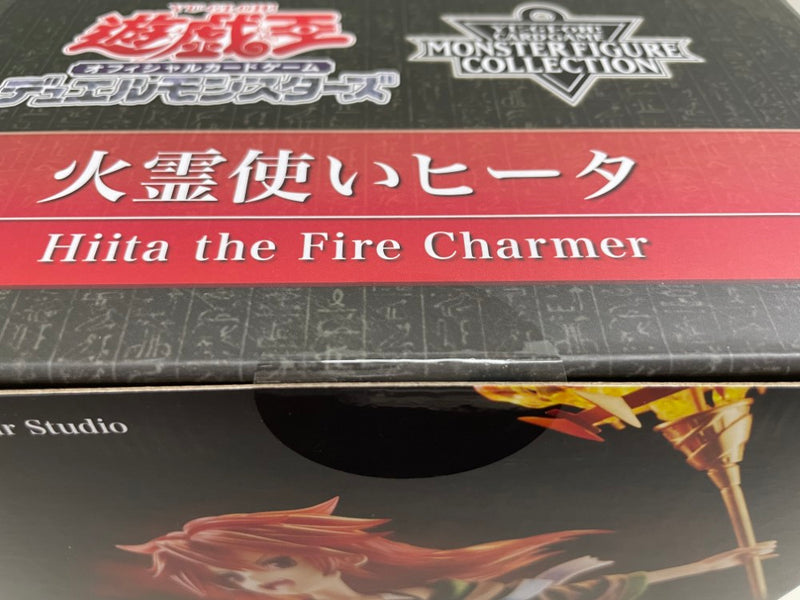 遊戯王
オフィシャルカードゲーム
デュエルモンスターズ
YU-GI-OH!
CARD GAME
MONSTER FIGURE
COLLECTION
火霊使いヒータ
Hiita the Fire Charmer
r Studio